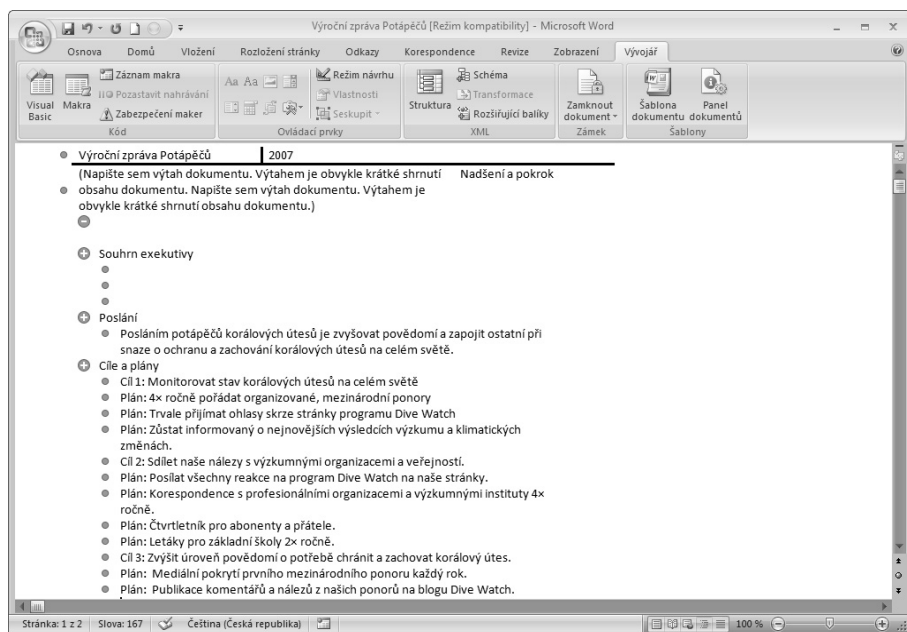 Výroční zpráva Potápěčů [Režim kompatibility] - Microsoft Word
Osnova Domů Vložení Rozložení stránky Odkazy Korespondence Revize Zobrazení Vývojář
Visual Basic
Makra
Záznam makra
Pozastavit nahrávání
Zabezpečení maker
Kód
Aa Aa
Režim návrhu
Vlastnosti
Seskupit
Ovládací prvky
Struktura
Schéma
Transformace
Rozšiřující balíky
XML
Zamknout dokument
Zámek
Šablona dokumentu
Panel dokumentů
Šablony
Výroční zpráva Potápěčů 2007
(Napište sem výtah dokumentu. Výtahem je obvykle krátké shrnutí Nadšení a pokrok
obsahu dokumentu. Napište sem výtah dokumentu. Výtahem je
obvykle krátké shrnutí obsahu dokumentu.)
Souhrn exekutivy
Poslání
Posláním potápěčů korálových útesů je zvyšovat povědomí a zapojit ostatní při
snaze o ochranu a zachování korálových útesů na celém světě.
Cíle a plány
Cíl 1: Monitorovat stav korálových útesů na celém světě
Plán: 4× ročně pořádat organizované, mezinárodní ponory
Plán: Trvale přijímat ohlasy skrze stránky programu Dive Watch
Plán: Zůstat informovaný o nejnovějších výsledcích výzkumu a klimatických
změnách.
Cíl 2: Sdílet naše nálezy s výzkumnými organizacemi a veřejností.
Plán: Posílat všechny reakce na program Dive Watch na naše stránky.
Plán: Korespondence s profesionálními organizacemi a výzkumnými instituty 4×
ročně.
Plán: Čtvrtletník pro abonenty a přátele.
Plán: Letáky pro základní školy 2× ročně.
Cíl 3: Zvýšit úroveň povědomí o potřebě chránit a zachovat korálový útes.
Plán: Mediální pokrytí prvního mezinárodního ponoru každý rok.
Plán: Publikace komentářů a nálezů z našich ponorů na blogu Dive Watch.
Stránka: 1 z 2 Slova: 167 Čeština (Česká republika) 100 %